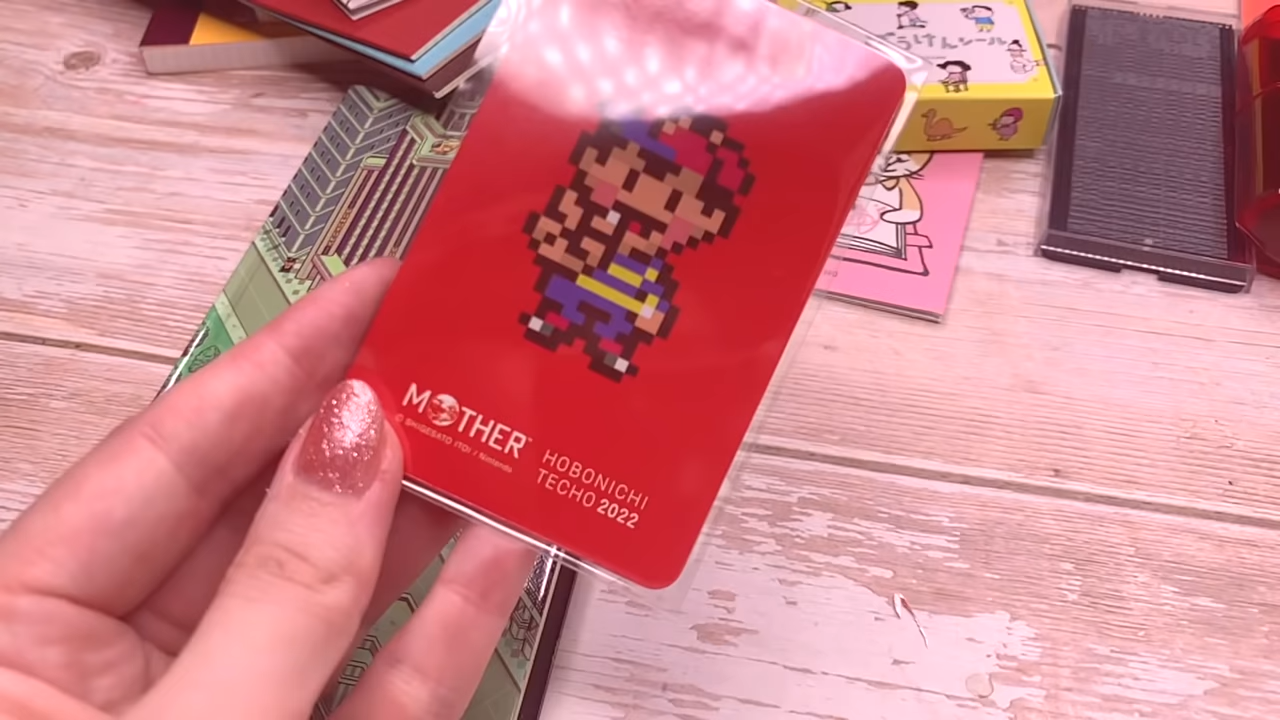 けんシール
MOTHER
© SHIGESATO ITOI / Nintendo
HOBONICHI
TECHO 2022